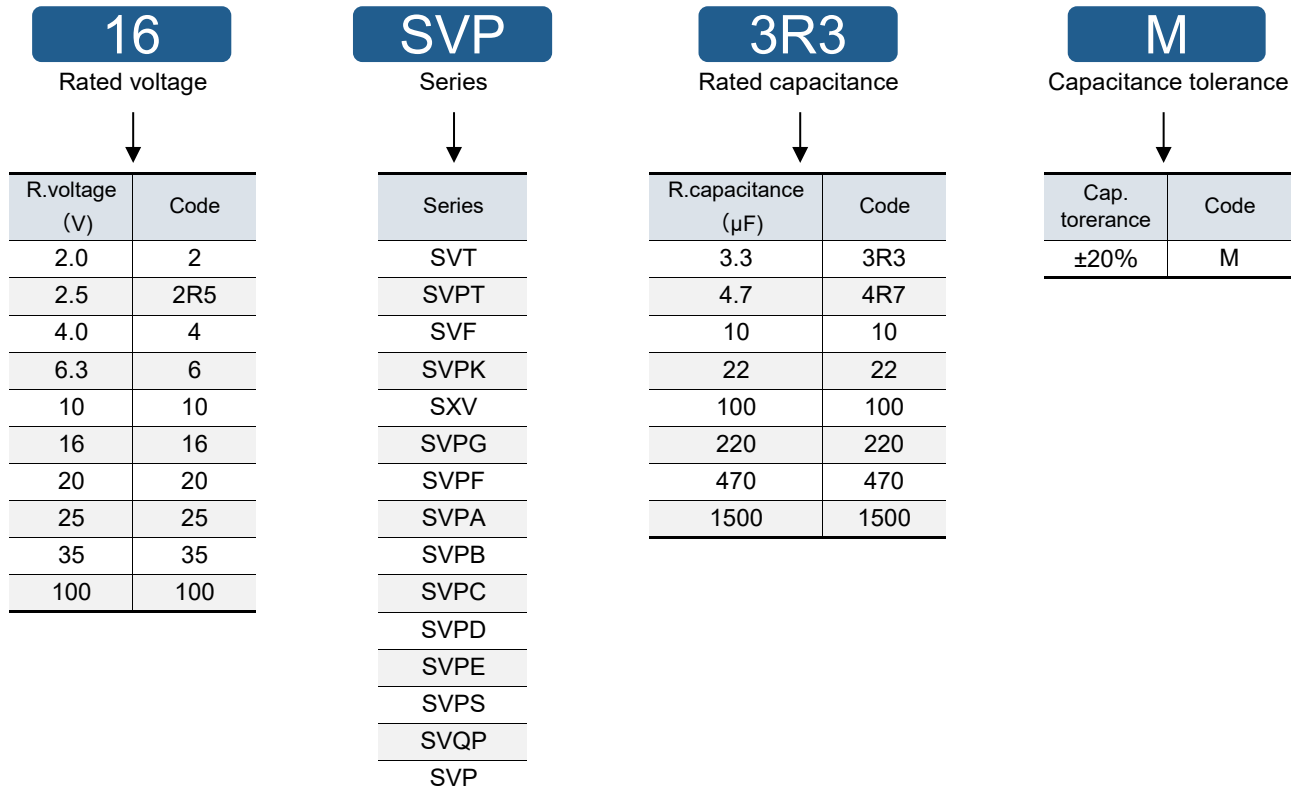 16 SVP 3R3 M
Rated voltage Series Rated capacitance Capacitance tolerance
R.voltage
（V) Code
2.0 2
2.5 2R5
4.0 4
6.3 6
10 10
16 16
20 20
25 25
35 35
100 100
Series
SVT
SVPT
SVF
SVPK
SXV
SVPG
SVPF
SVPA
SVPB
SVPC
SVPD
SVPE
SVPS
SVQP
SVP
R.capacitance
（μF) Code
3.3 3R3
4.7 4R7
10 10
22 22
100 100
220 220
470 470
1500 1500
Cap.
torerance Code
±20% M